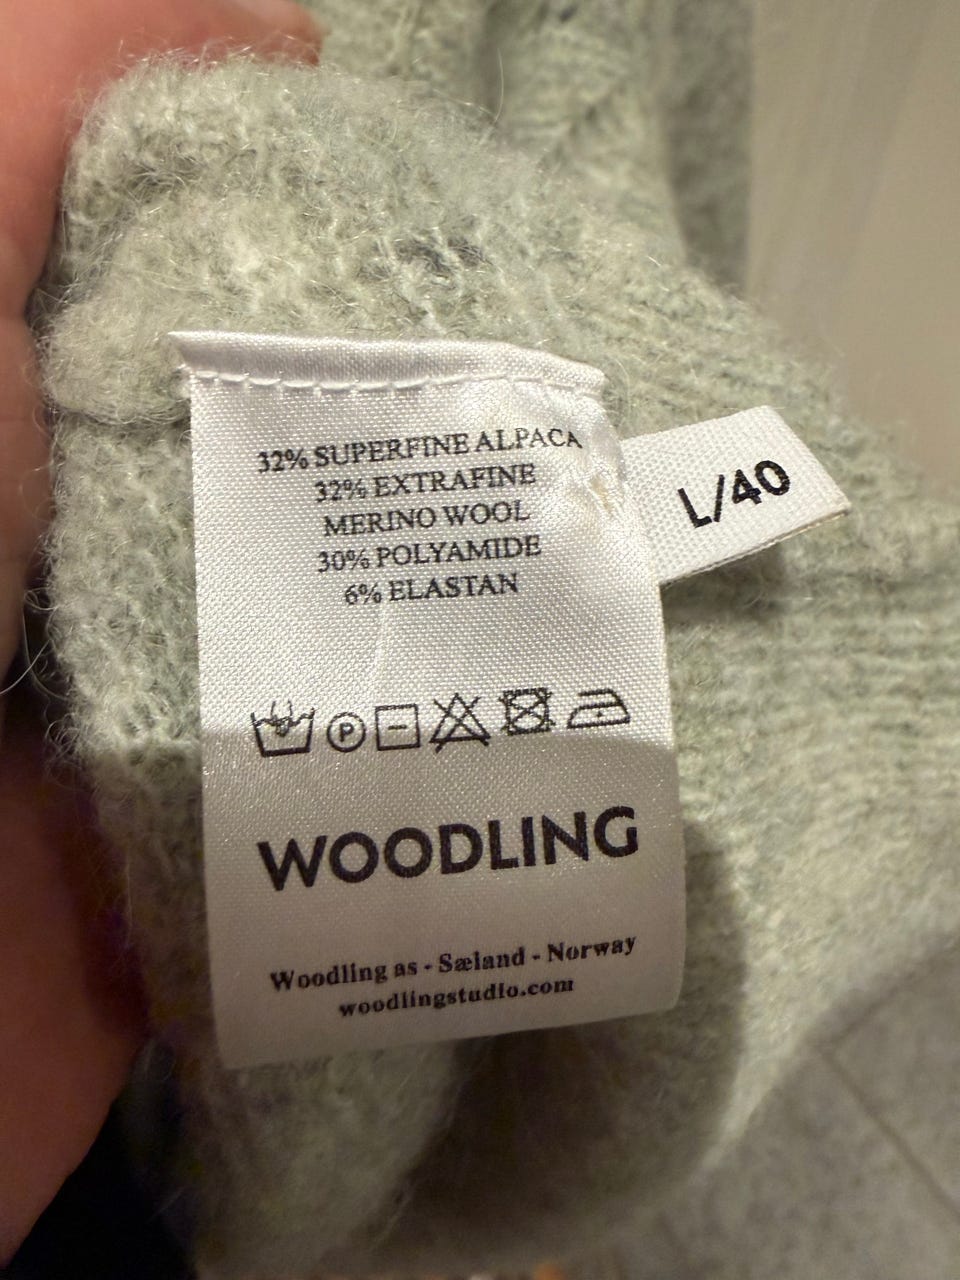 32% SUPERFINE ALPACA
32% EXTRAFINE
MERINO WOOL
30% POLYAMIDE
6% ELASTAN
L/40
P
WOODLING
Woodling as - Sæland - Norway
woodlingstudio.com